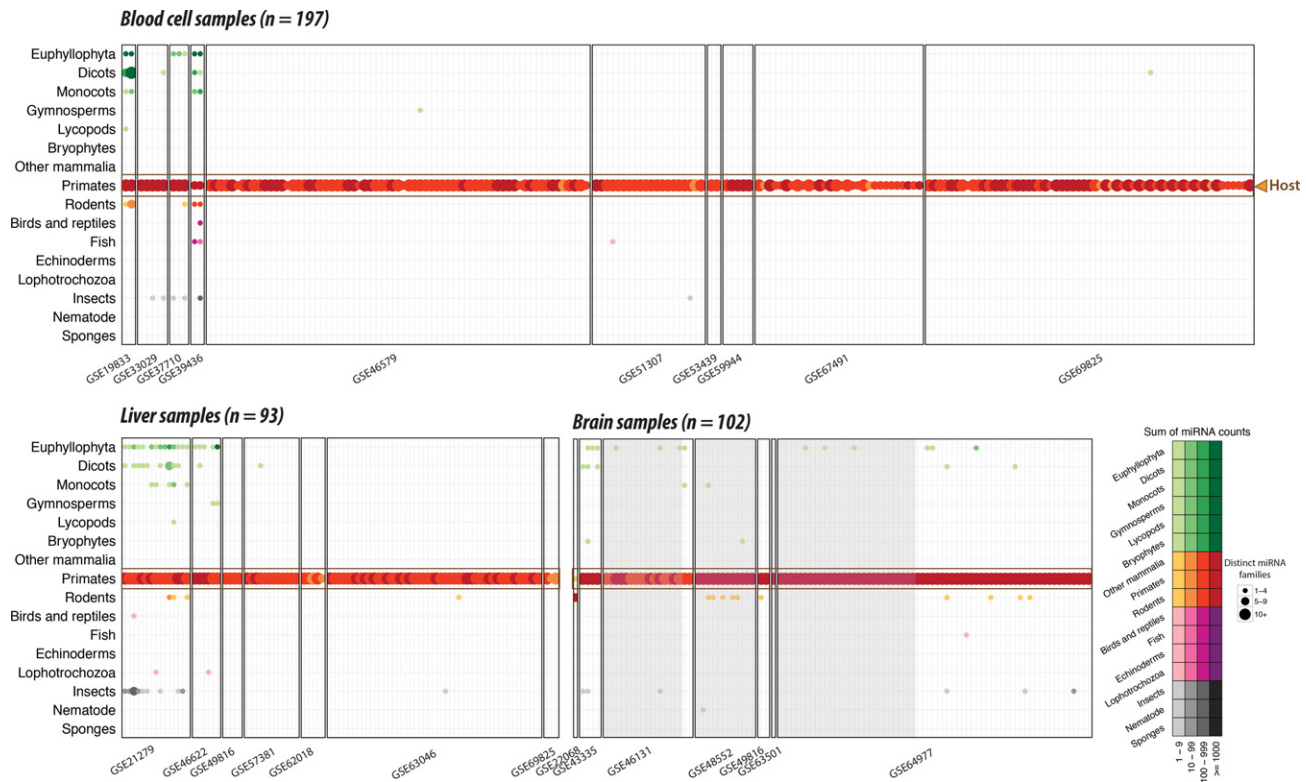 Blood cell samples (n = 197)
Euphyllophyta
Dicots
Monocots
Gymnosperms
Lycopods
Bryophytes
Other mammalia
Primates
Rodents
Birds and reptiles
Fish
Echinoderms
Lophotrochozoa
Insects
Nematode
Sponges
Host
GSE19833
GSE33029
GSE37710
GSE39436
GSE46579
GSE51307
GSE53439
GSE59944
GSE67491
GSE69825
Liver samples (n = 93)
Euphyllophyta
Dicots
Monocots
Gymnosperms
Lycopods
Bryophytes
Other mammalia
Primates
Rodents
Birds and reptiles
Fish
Echinoderms
Lophotrochozoa
Insects
Nematode
Sponges
GSE21279
GSE46622
GSE49816
GSE57381
GSE62018
GSE63046
GSE69825
Brain samples (n = 102)
GSE22068
GSE43335
GSE46131
GSE48552
GSE49816
GSE63501
GSE64977
Sum of miRNA counts
Euphyllophyta
Dicots
Monocots
Gymnosperms
Lycopods
Bryophytes
Other mammalia
Primates
Rodents
Birds and reptiles
Fish
Echinoderms
Lophotrochozoa
Insects
Nematode
Sponges
1 – 9
10 – 99
100 – 999
>= 1000
Distinct miRNA
families
1–4
5–9
10+